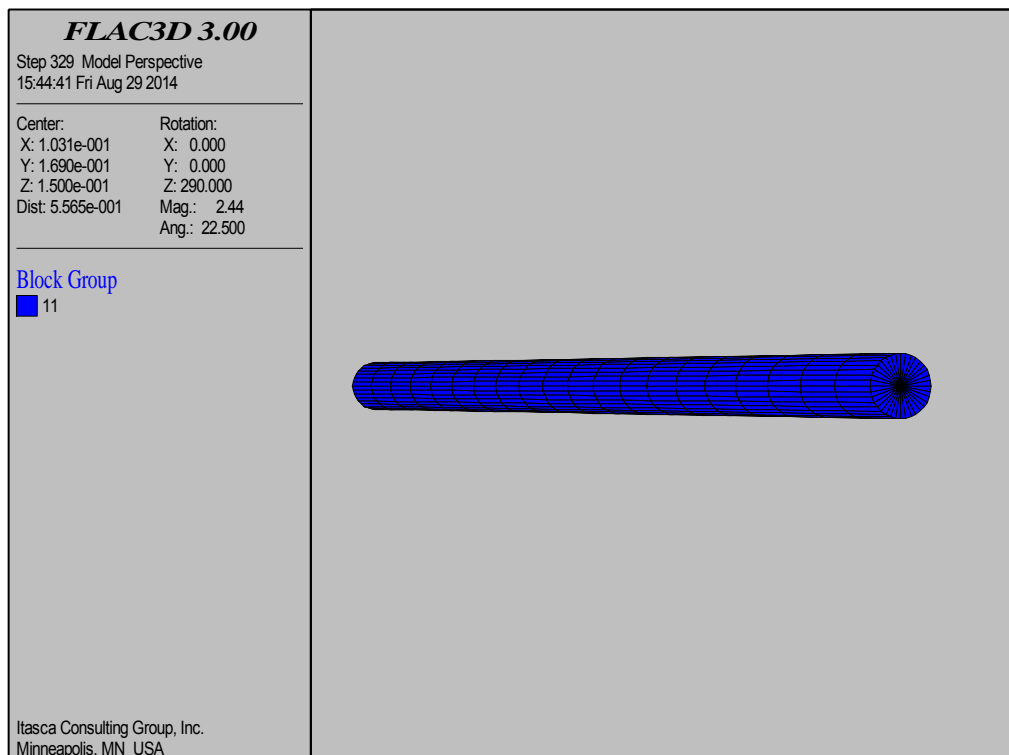 FLAC3D 3.00
Step 329 Model Perspective
15:44:41 Fri Aug 29 2014
Center:
X: 1.031e-001
Y: 1.690e-001
Z: 1.500e-001
Dist: 5.565e-001
Rotation:
X: 0.000
Y: 0.000
Z: 290.000
Mag.: 2.44
Ang.: 22.500
Block Group
11
Itasca Consulting Group, Inc.
Minneapolis, MN USA